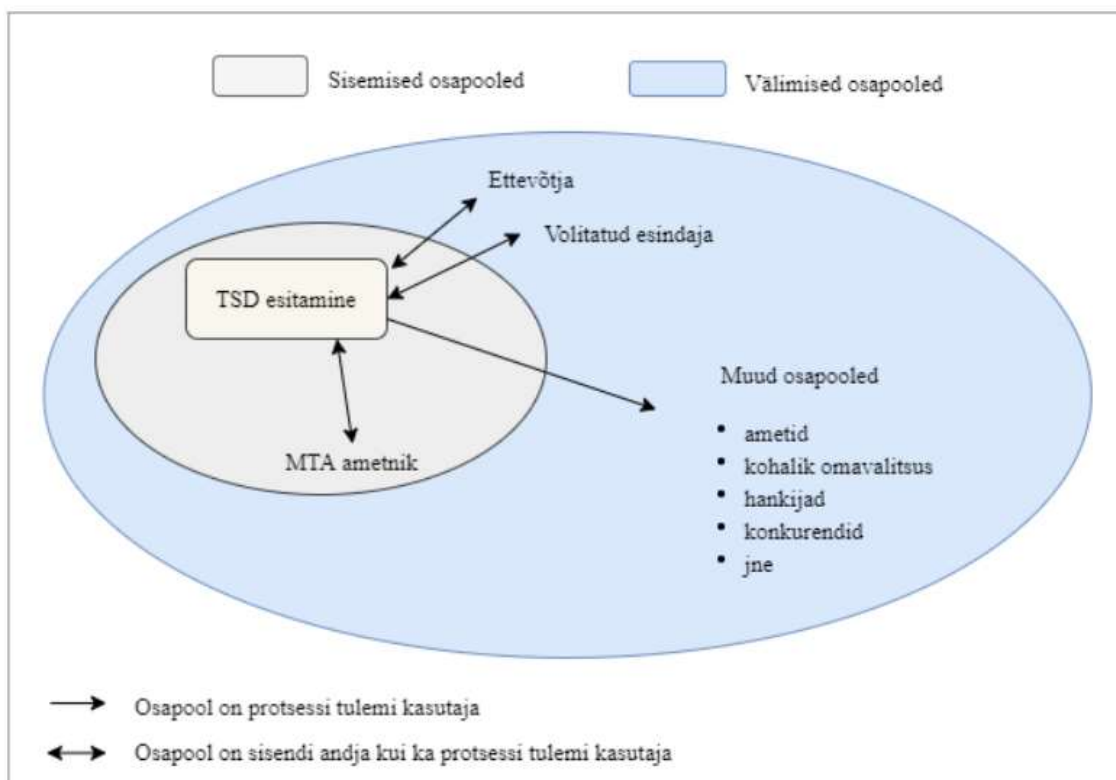 Sisemised osapooled
Välimised osapooled
Ettevõtja
Volitatud esindaja
TSD esitamine
MTA ametnik
Muud osapooled
• ametid
• kohalik omavalitsus
• hankijad
• konkurendid
• jne
Osapool on protsessi tulemi kasutaja
Osapool on sisendi andja kui ka protsessi tulemi kasutaja